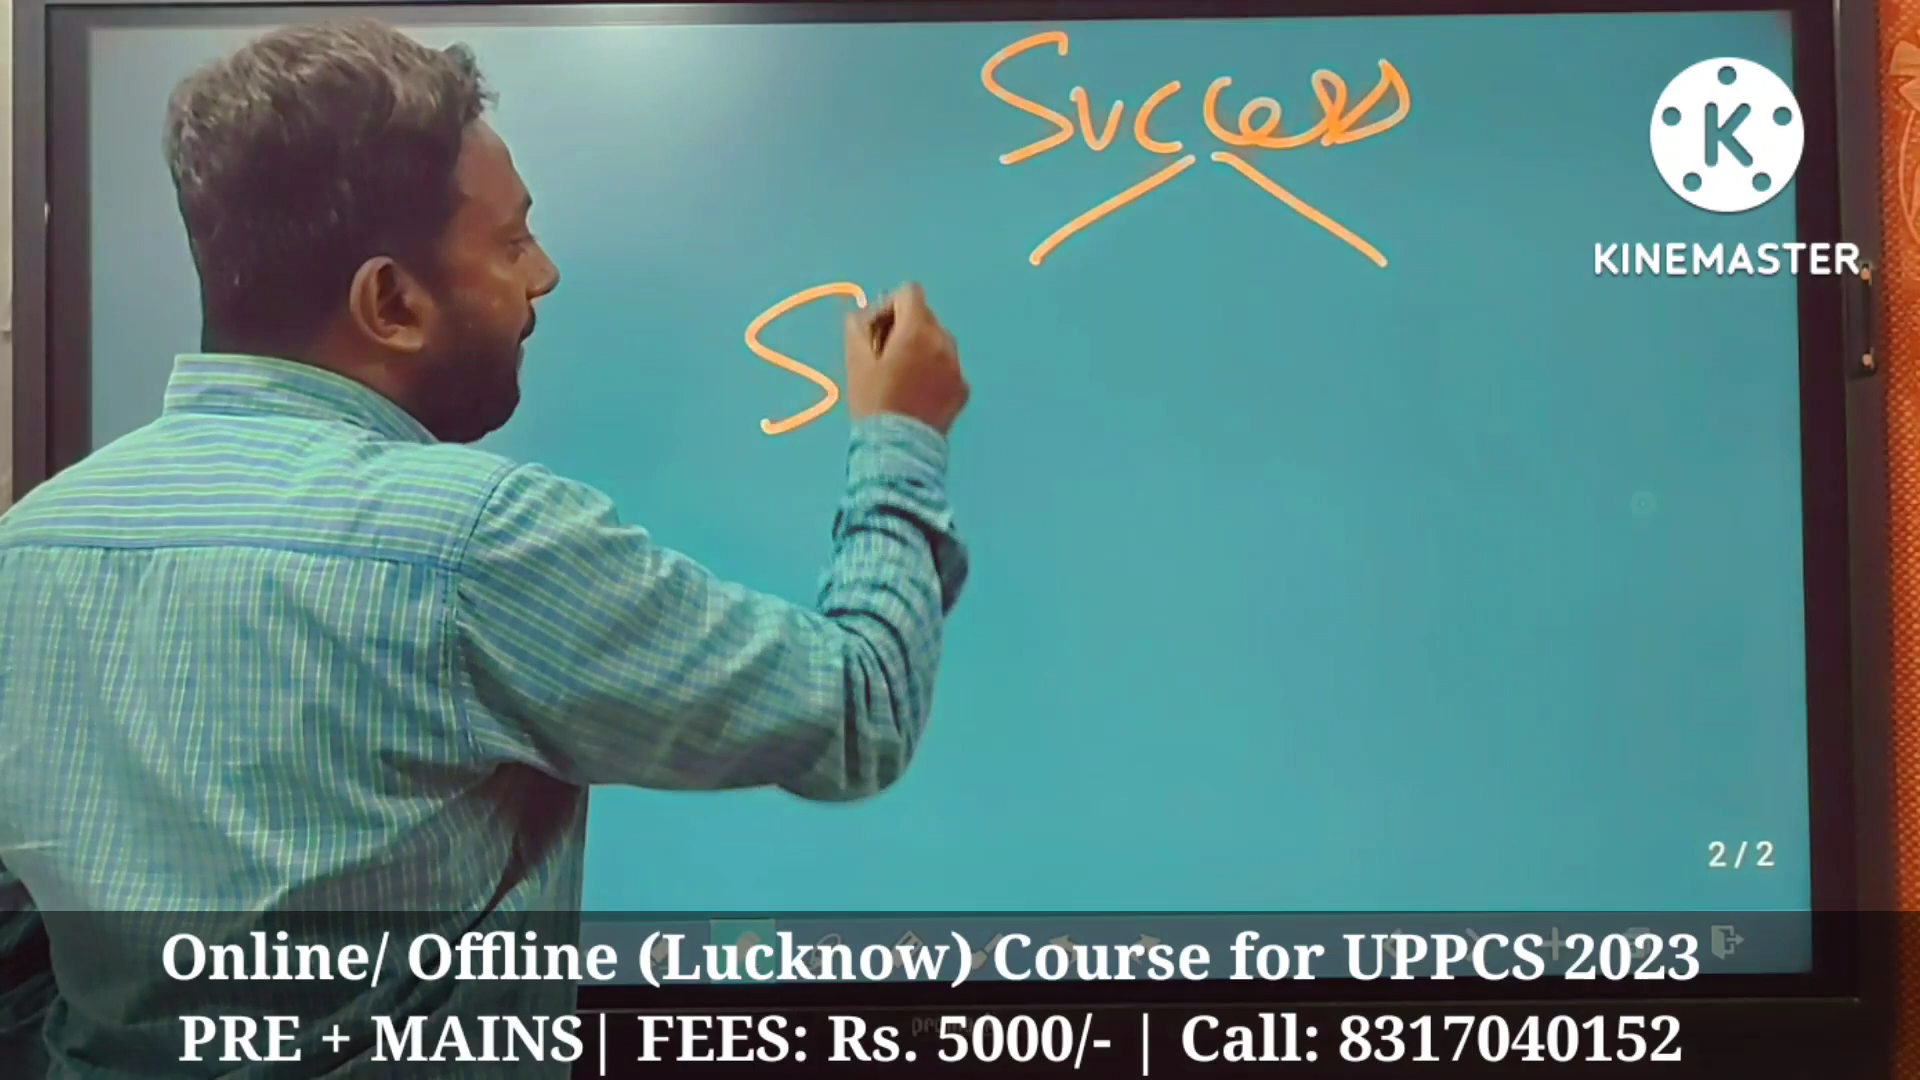 Success
K
KINEMASTER
S
2/2
Online/ Offline (Lucknow) Course for UPPCS 2023
PRE + MAINS| FEES: Rs. 5000/- | Call: 8317040152